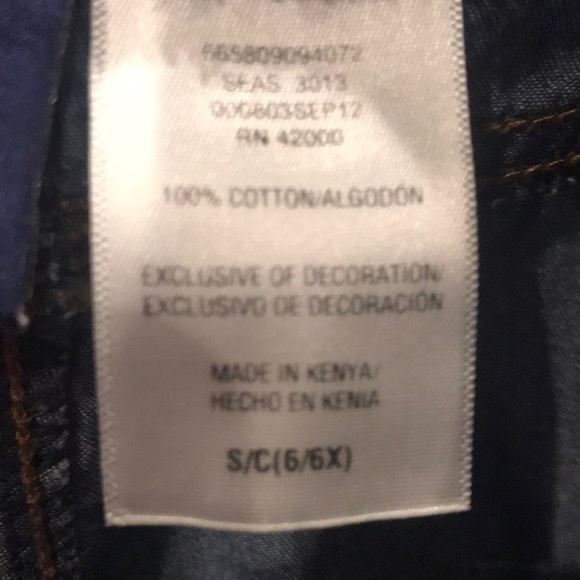 665809094072
SEAS 3013
000603SEP12
RN 42000
100% COTTON/ALGODÓN
EXCLUSIVE OF DECORATION/
EXCLUSIVO DE DECORACIÓN
MADE IN KENYA/
HECHO EN KENIA
S/C(6/6X)